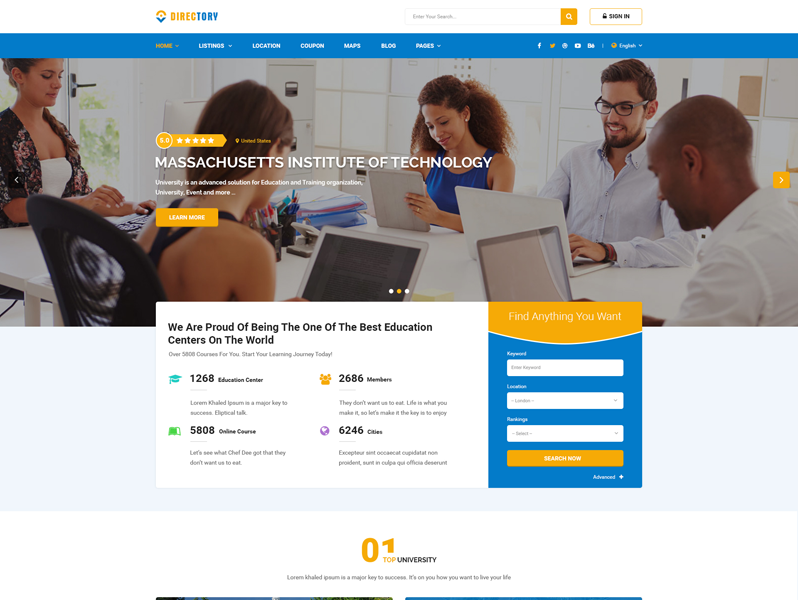 DIRECTORY
Enter Your Search...
SIGN IN
HOME LISTINGS LOCATION COUPON MAPS BLOG PAGES
English
5.0 United States
MASSACHUSETTS INSTITUTE OF TECHNOLOGY
University is an advanced solution for Education and Training organization,
University, Event and more ...
LEARN MORE
We Are Proud Of Being The One Of The Best Education
Centers On The World
Over 5808 Courses For You. Start Your Learning Journey Today!
1268 Education Center
Lorem Khaled Ipsum is a major key to
success. Eliptical talk.
2686 Members
They don't want us to eat. Life is what you
make it, so let's make it the key is to enjoy
5808 Online Course
Let's see what Chef Dee got that they
don't want us to eat.
6246 Cities
Excepteur sint occaecat cupidatat non
proident, sunt in culpa qui officia deserunt
Find Anything You Want
Keyword
Enter Keyword
Location
- London -
Rankings
- Select -
SEARCH NOW
Advanced +
01
TOP UNIVERSITY
Lorem khaled ipsum is a major key to success. It's on you how you want to live your life